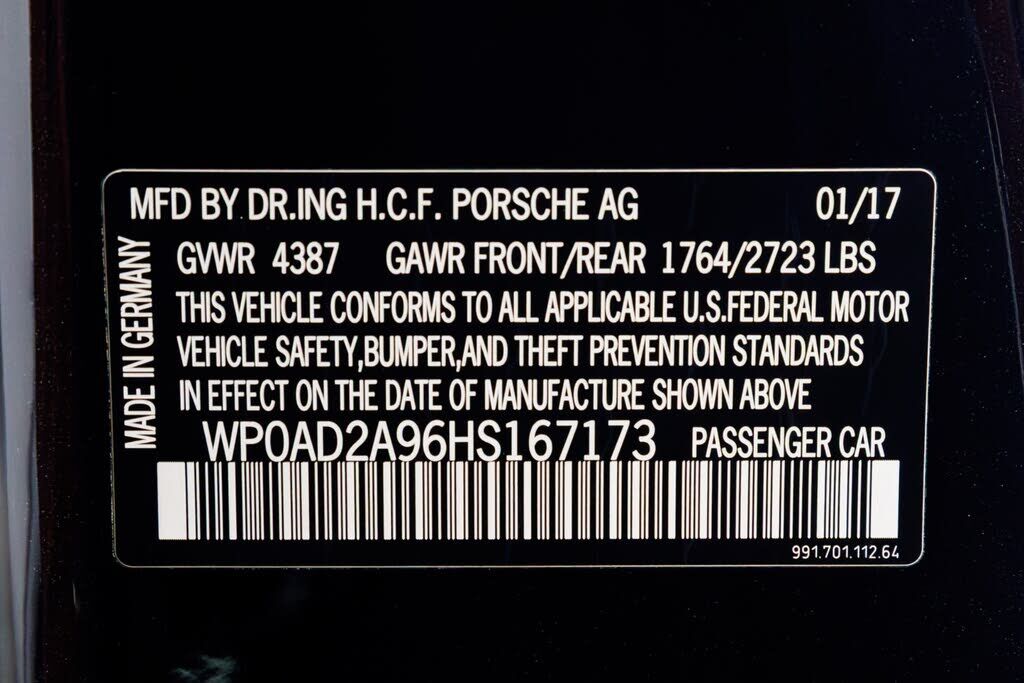 MFD BY DR.ING H.C.F. PORSCHE AG 01/17
GVWR 4387 GAWR FRONT/REAR 1764/2723 LBS
THIS VEHICLE CONFORMS TO ALL APPLICABLE U.S.FEDERAL MOTOR
VEHICLE SAFETY,BUMPER,AND THEFT PREVENTION STANDARDS
IN EFFECT ON THE DATE OF MANUFACTURE SHOWN ABOVE
WP0AD2A96HS167173 PASSENGER CAR
991.701.112.64
MADE IN GERMANY